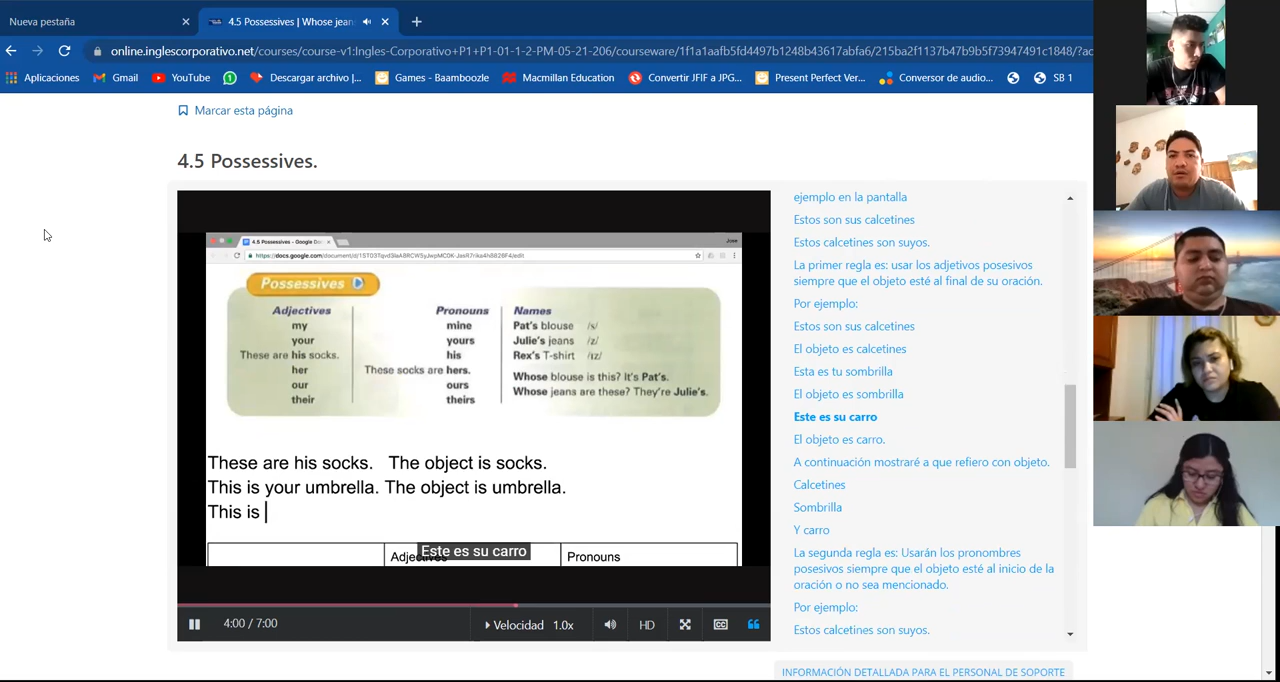 Nueva pestaña
4.5 Possessives | Whose jean
online.inglescorporativo.net/courses/course-v1:Ingles-Corporativo+P1+P1-01-1-2-PM-05-21-206/courseware/1f1a1aafb5fd4497b1248b43617abfa6/215ba2f1137b47b9b5f73947491c1848/?ac
Aplicaciones Gmail YouTube Descargar archivo |... Games - Baamboozle Macmillan Education Convertir JFIF a JPG... Present Perfect Ver... Conversor de audio... SB 1
Marcar esta página
4.5 Possessives.
4.5 Possessives - Google Do
June
Possessives
Adjectives Pronouns Names
my mine Pat's blouse /s/
your yours Julie's jeans /z/
These are his socks. his Rex's T-shirt /ɪz/
her These socks are hers.
our ours Whose blouse is this? It's Pat's.
their theirs Whose jeans are these? They're Julie's.
These are his socks. The object is socks.
This is your umbrella. The object is umbrella.
This is
Adjectives Pronouns
Este es su carro
4:00 / 7:00 Velocidad 1.0x HD
ejemplo en la pantalla
Estos son sus calcetines
Estos calcetines son suyos.
La primer regla es: usar los adjetivos posesivos
siempre que el objeto esté al final de su oración.
Por ejemplo:
Estos son sus calcetines
El objeto es calcetines
Esta es tu sombrilla
El objeto es sombrilla
Este es su carro
El objeto es carro.
A continuación mostraré a que refiero con objeto.
Calcetines
Sombrilla
Y carro
La segunda regla es: Usarán los pronombres
posesivos siempre que el objeto esté al inicio de la
oración o no sea mencionado.
Por ejemplo:
Estos calcetines son suyos.
INFORMACIÓN DETALLADA PARA EL PERSONAL DE SOPORTE